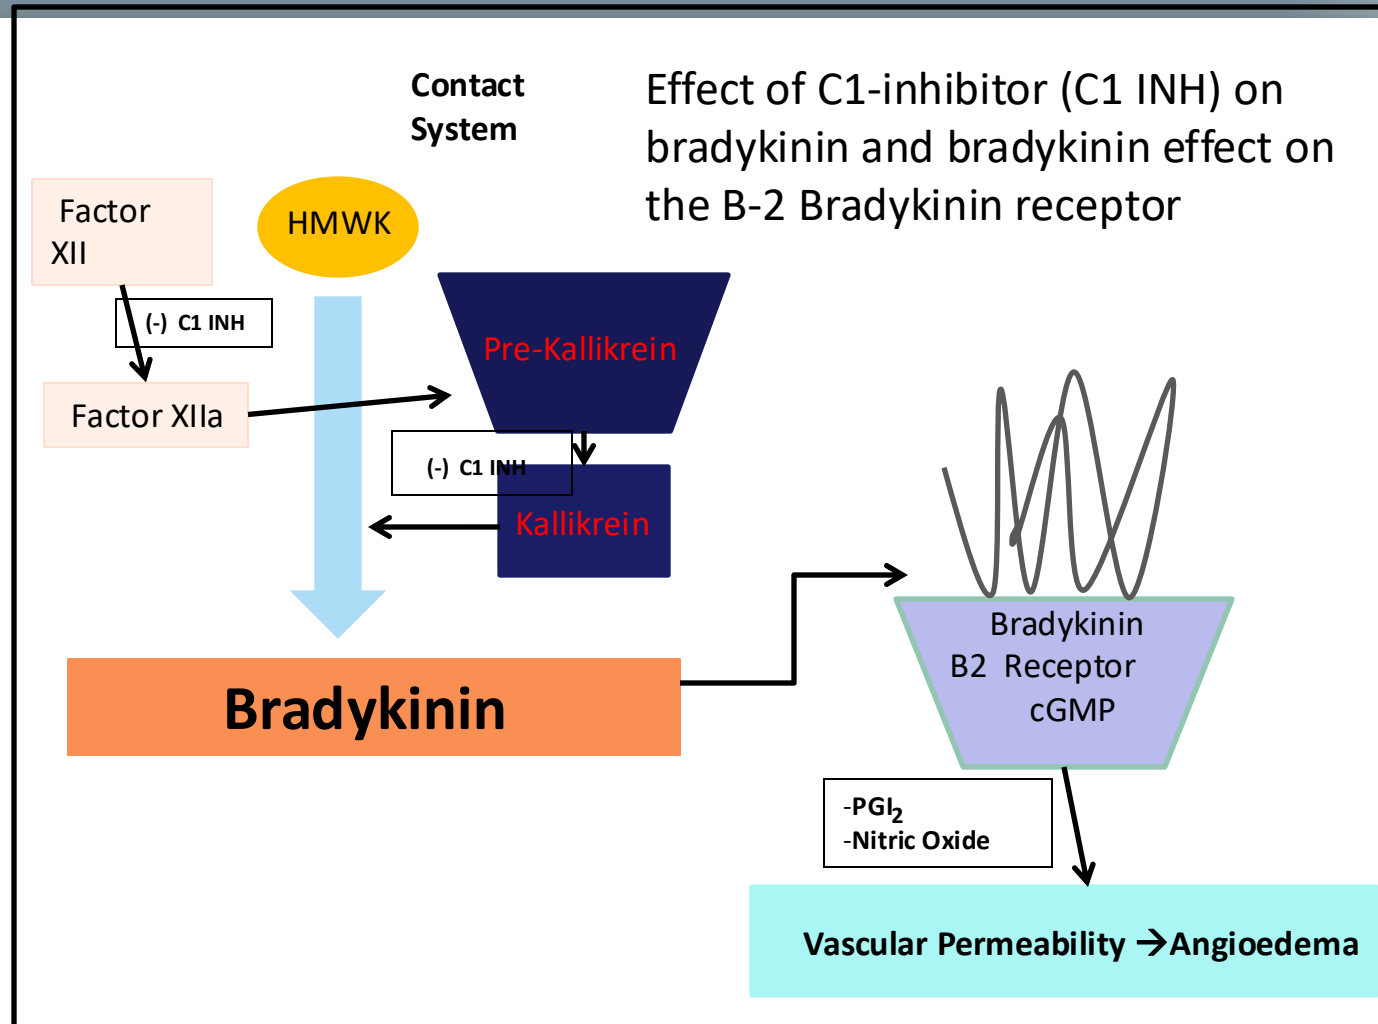 Contact
System
Effect of C1-inhibitor (C1 INH) on
bradykinin and bradykinin effect on
the B-2 Bradykinin receptor
Factor
XII
HMWK
(-) C1 INH
Pre-Kallikrein
Factor XIIa
(-) C1 INH
Kallikrein
Bradykinin
B2 Receptor
cGMP
Bradykinin
-PGI₂
-Nitric Oxide
Vascular Permeability →Angioedema